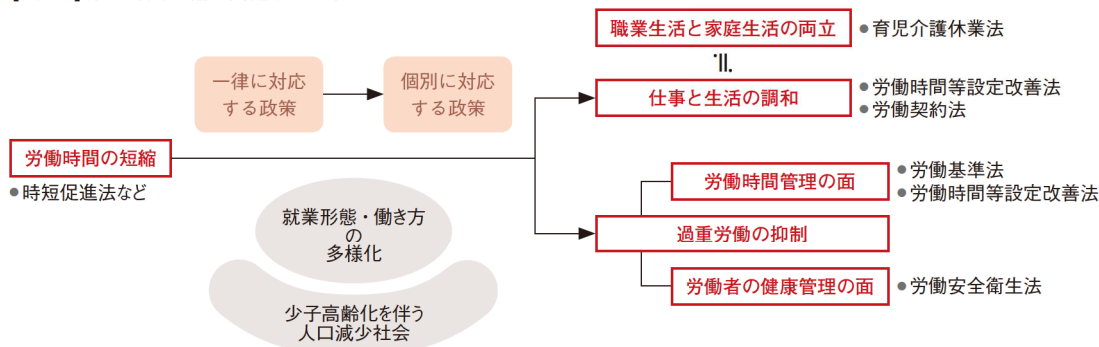 職業生活と家庭生活の両立
●育児介護休業法
一律に対応
する政策
個別に対応
する政策
仕事と生活の調和
●労働時間等設定改善法
●労働契約法
労働時間の短縮
●時短促進法など
労働時間管理の面
●労働基準法
●労働時間等設定改善法
就業形態・働き方
の
多様化
過重労働の抑制
労働者の健康管理の面
●労働安全衛生法
少子高齢化を伴う
人口減少社会